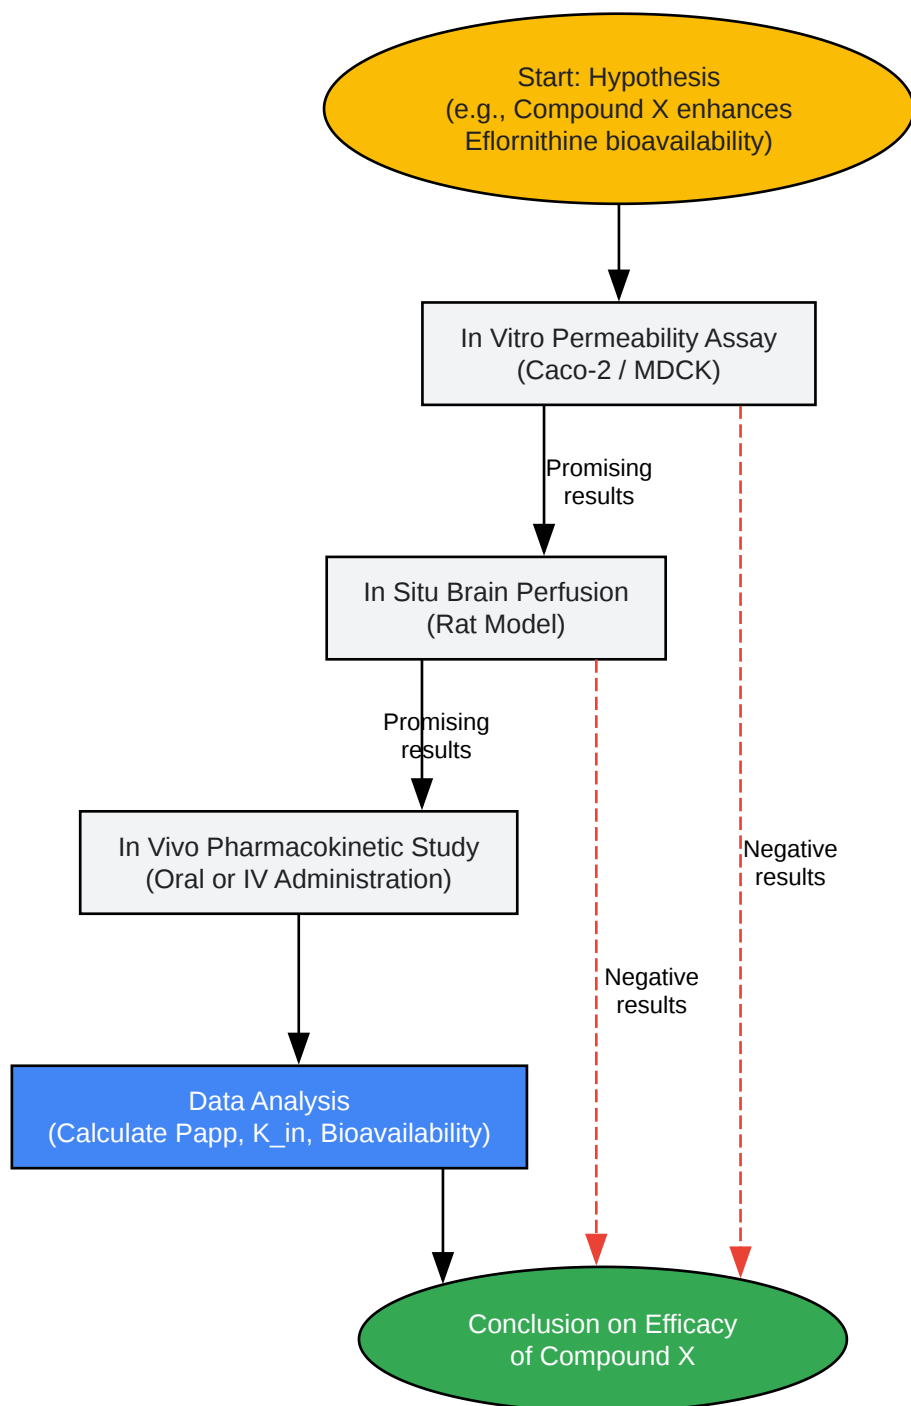 Start: Hypothesis
(e.g., Compound X enhances
Eflornithine bioavailability)
In Vitro Permeability Assay
(Caco-2 / MDCK)
Promising
results
In Situ Brain Perfusion
(Rat Model)
Promising
results
In Vivo Pharmacokinetic Study
(Oral or IV Administration)
Negative
results
Negative
results
Data Analysis
(Calculate Papp, K_in, Bioavailability)
Conclusion on Efficacy
of Compound X